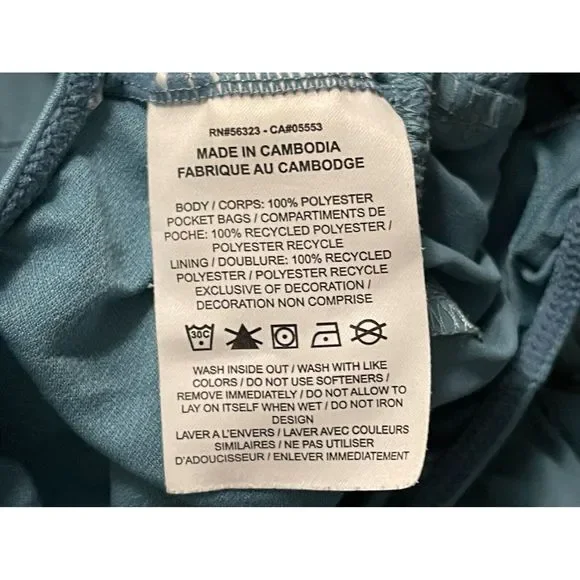 RN#56323 - CA#05553
MADE IN CAMBODIA
FABRIQUE AU CAMBODGE
BODY / CORPS: 100% POLYESTER
POCKET BAGS / COMPARTIMENTS DE
POCHE: 100% RECYCLED POLYESTER /
POLYESTER RECYCLE
LINING / DOUBLURE: 100% RECYCLED
POLYESTER / POLYESTER RECYCLE
EXCLUSIVE OF DECORATION /
DECORATION NON COMPRISE
30C
WASH INSIDE OUT / WASH WITH LIKE
COLORS / DO NOT USE SOFTENERS /
REMOVE IMMEDIATELY / DO NOT ALLOW TO
LAY ON ITSELF WHEN WET / DO NOT IRON
DESIGN
LAVER A L'ENVERS / LAVER AVEC COULEURS
SIMILAIRES / NE PAS UTILISER
D'ADOUCISSEUR / ENLEVER IMMEDIATEMENT